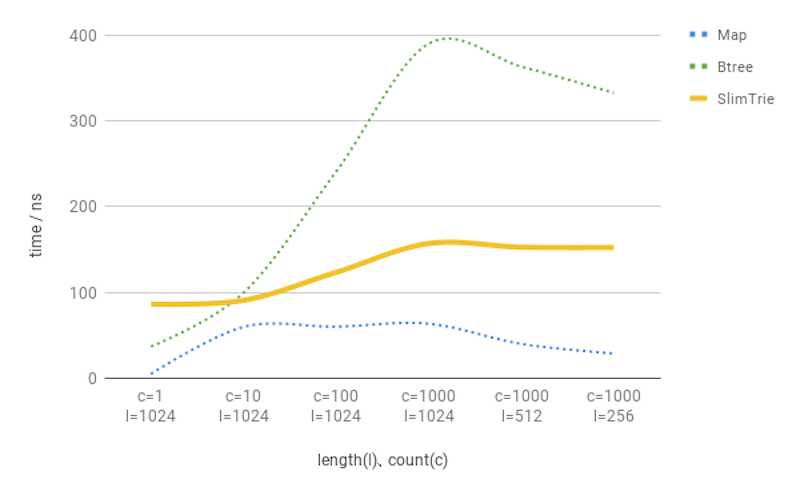 400
300
200
100
0
time / ns
c=1
l=1024
c=10
l=1024
c=100
l=1024
c=1000
l=1024
c=1000
l=512
c=1000
l=256
length(l)、count(c)
Map
Btree
SlimTrie